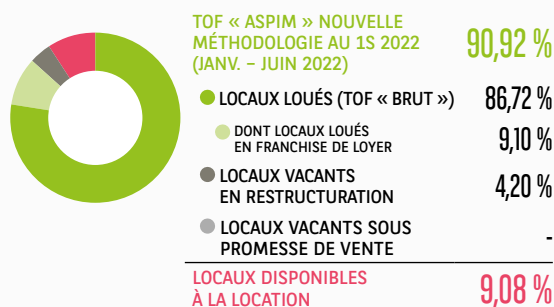 TOF « ASPIM » NOUVELLE
MÉTHODOLOGIE AU 1S 2022
(JANV. – JUIN 2022) 90,92 %
LOCAUX LOUÉS (TOF « BRUT ») 86,72 %
DONT LOCAUX LOUÉS
EN FRANCHISE DE LOYER 9,10 %
LOCAUX VACANTS
EN RESTRUCTURATION 4,20 %
LOCAUX VACANTS SOUS
PROMESSE DE VENTE -
LOCAUX DISPONIBLES
À LA LOCATION 9,08 %